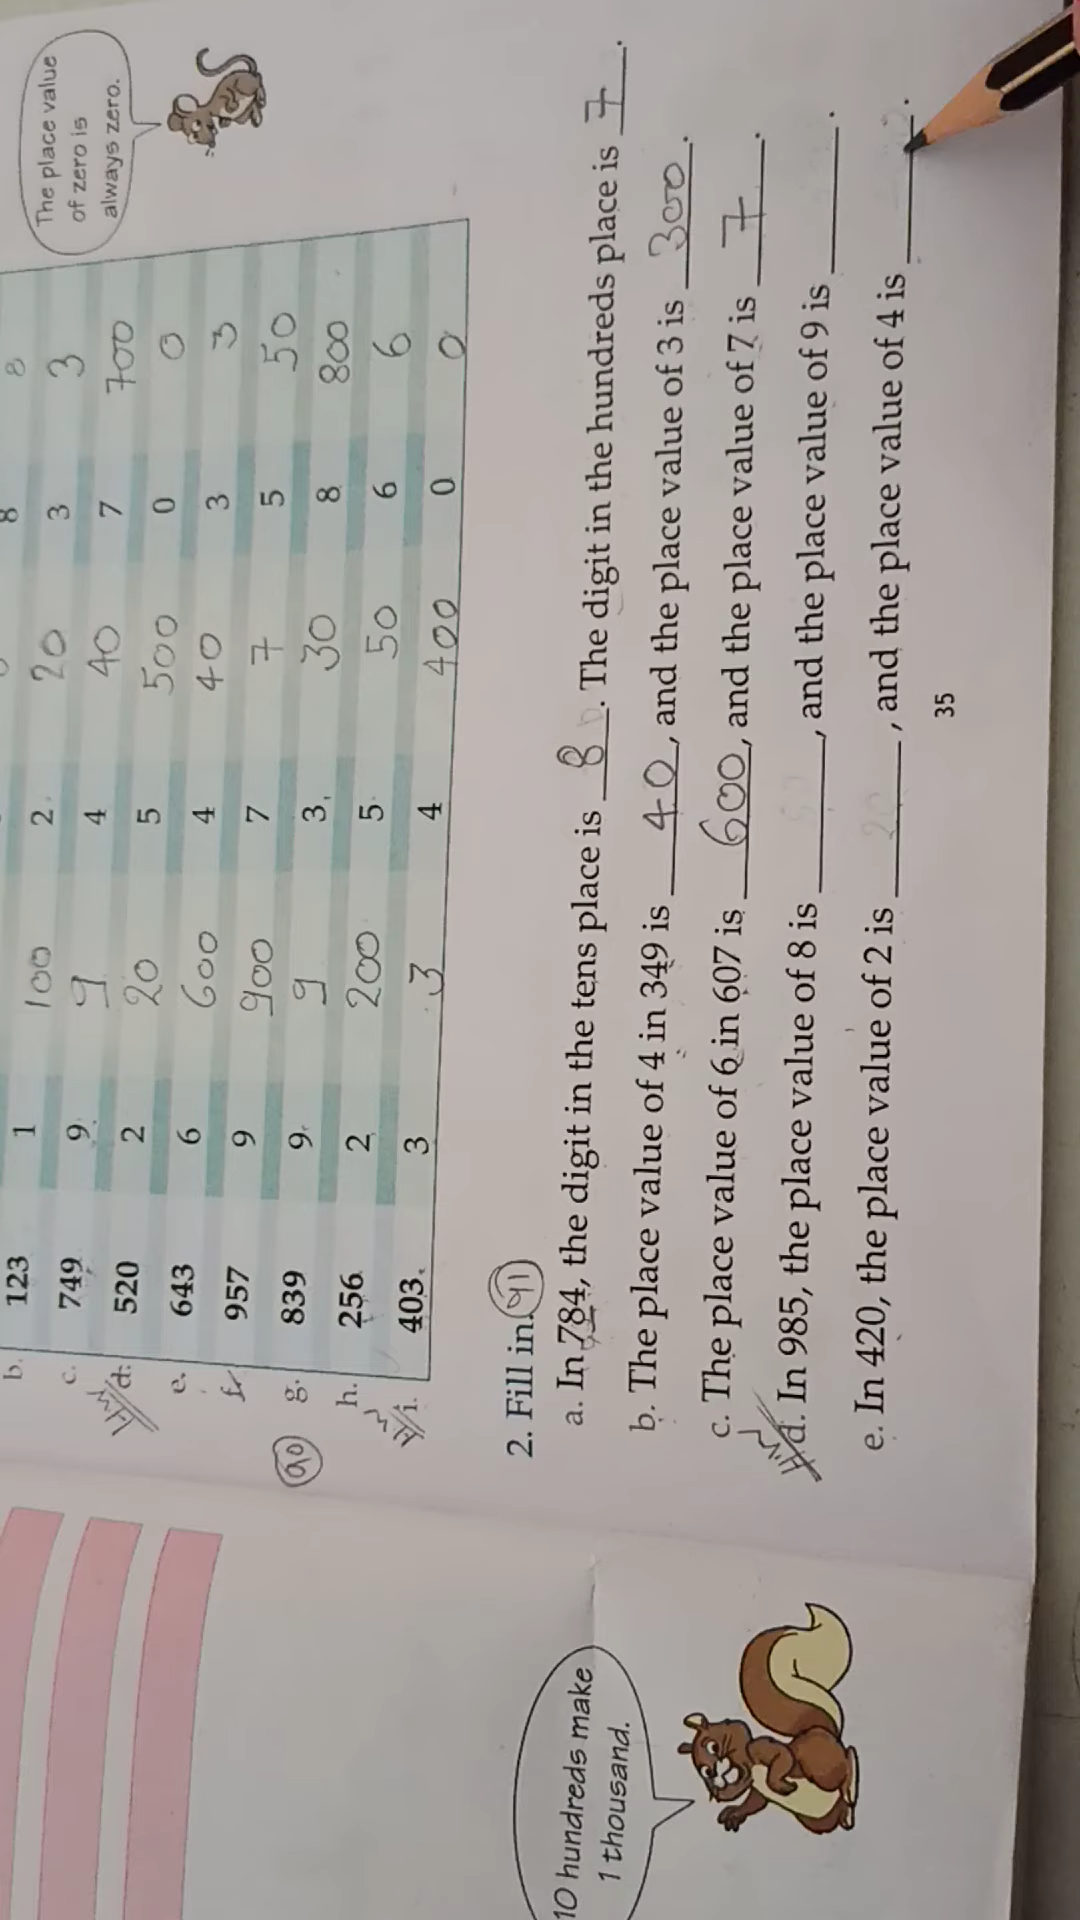 The place value
of zero is
always zero.
8 8
b. 123 1 100 2 20 3 3
c. 749 9 9 4 40 7 700
d. 520 2 20 5 500 0 0
e. 643 6 600 4 40 3 3
f. 957 9 900 7 7 5 50
g. 839 9 9 3 30 8 800
h. 256 2 200 5 50 6 6
i. 403 3 3 4 400 0 0
90
H.W
H.W
2. Fill in. 91
a. In 784, the digit in the tens place is 8. The digit in the hundreds place is 7.
b. The place value of 4 in 349 is 40, and the place value of 3 is 300.
c. The place value of 6 in 607 is 600, and the place value of 7 is 7.
H.W d. In 985, the place value of 8 is ______, and the place value of 9 is ______.
e. In 420, the place value of 2 is ______, and the place value of 4 is ______.
35
10 hundreds make
1 thousand.